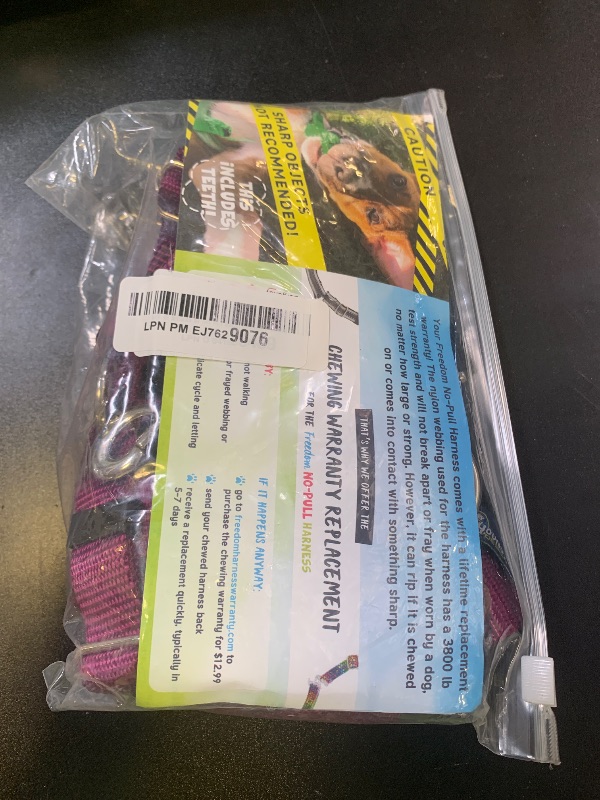 CAUTION
SHARP OBJECTS
OT RECOMMENDED!
THIS
INCLUDES
TEETH!
Your Freedom No-Pull Harness comes with a lifetime replacement
warranty! The nylon webbing used for the harness has a 3800 lb
test strength and will not break apart or fray when worn by a dog,
no matter how large or strong. However, it can rip if it is chewed
on or comes into contact with something sharp.
THAT'S WHY WE OFFER THE
CHEWING WARRANTY REPLACEMENT
FOR THE Freedom NO-PULL HARNESS
LPN PM EJ7629076
not walking
or frayed webbing or
icate cycle and letting
IF IT HAPPENS ANYWAY:
go to freedomharnesswarranty.com to
purchase the chewing warranty for $12.99
send your chewed harness back
receive a replacement quickly, typically in
5-7 days